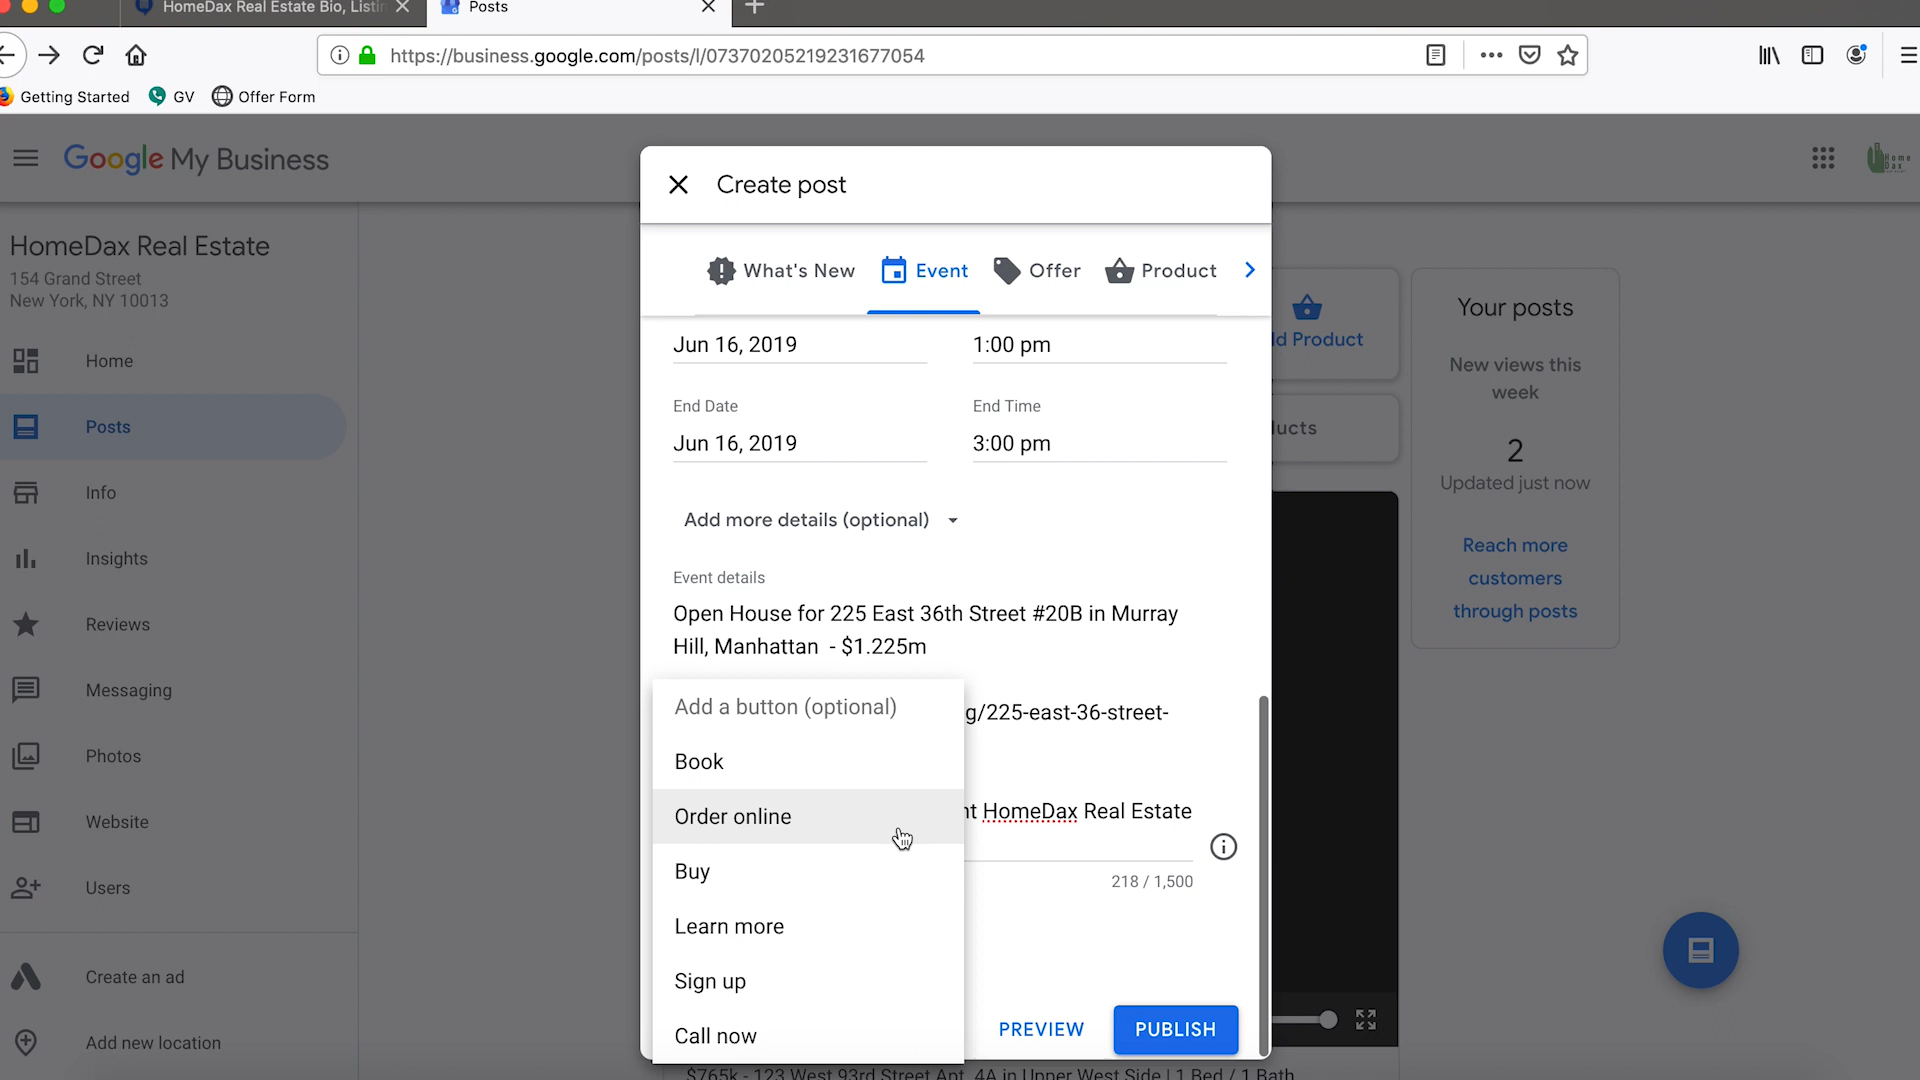 HomeDax Real Estate Bio, Listin
Posts
https://business.google.com/posts/l/07370205219231677054
Getting Started
GV
Offer Form
Google My Business
HomeDax Real Estate
154 Grand Street
New York, NY 10013
Home
Posts
Info
Insights
Reviews
Messaging
Photos
Website
Users
Create an ad
Add new location
Create post
What's New
Event
Offer
Product
Jun 16, 2019
1:00 pm
End Date
End Time
Jun 16, 2019
3:00 pm
Add more details (optional)
Event details
Open House for 225 East 36th Street #20B in Murray
Hill, Manhattan - $1.225m
g/225-east-36-street-
nt HomeDax Real Estate
218 / 1,500
Add a button (optional)
Book
Order online
Buy
Learn more
Sign up
Call now
PREVIEW
PUBLISH
d Product
ucts
Your posts
New views this
week
2
Updated just now
Reach more
customers
through posts
Home
Dax
$765k - 123 West 93rd Street Apt. 4A in Upper West Side | 1 Bed / 1 Bath